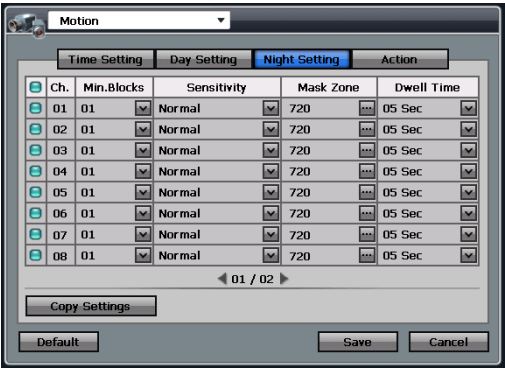 Motion
Time Setting Day Setting Night Setting Action
Ch. Min.Blocks Sensitivity Mask Zone Dwell Time
01 01 Normal 720 05 Sec
02 01 Normal 720 05 Sec
03 01 Normal 720 05 Sec
04 01 Normal 720 05 Sec
05 01 Normal 720 05 Sec
06 01 Normal 720 05 Sec
07 01 Normal 720 05 Sec
08 01 Normal 720 05 Sec
01 / 02
Copy Settings
Default Save Cancel